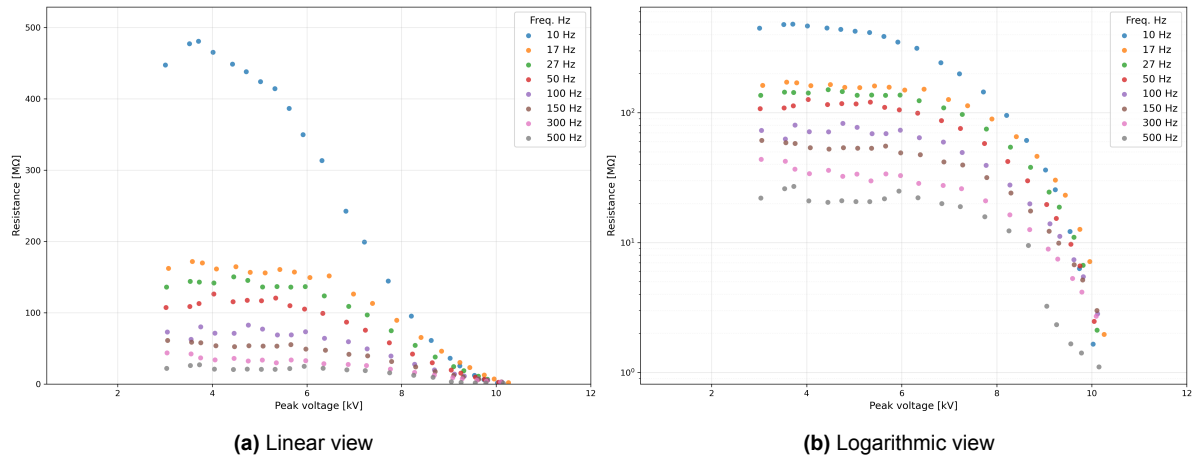 500
400
300
200
100
0
2
4
6
8
10
12
Resistance [MΩ]
Peak voltage [kV]
Freq. Hz
10 Hz
17 Hz
27 Hz
50 Hz
100 Hz
150 Hz
300 Hz
500 Hz
(a) Linear view
10²
10¹
10⁰
2
4
6
8
10
12
Resistance [MΩ]
Peak voltage [kV]
Freq. Hz
10 Hz
17 Hz
27 Hz
50 Hz
100 Hz
150 Hz
300 Hz
500 Hz
(b) Logarithmic view